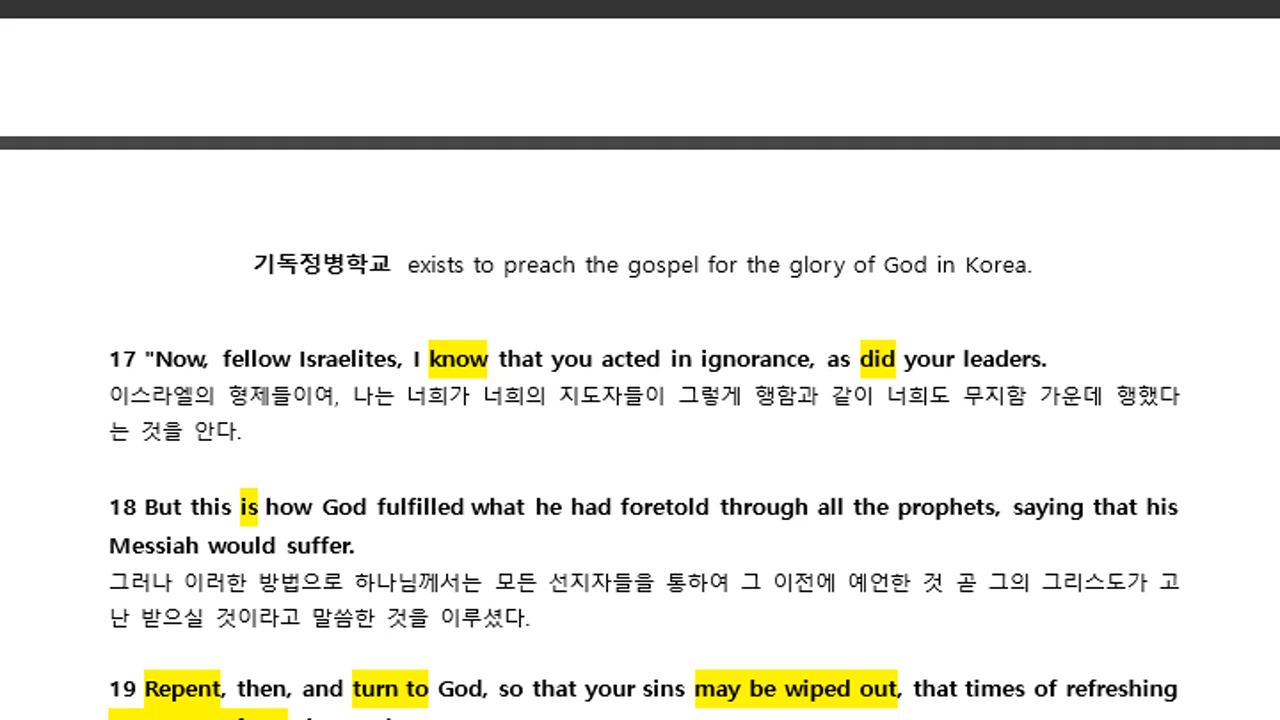 기독정병학교 exists to preach the gospel for the glory of God in Korea.
17 "Now, fellow Israelites, I know that you acted in ignorance, as did your leaders.
이스라엘의 형제들이여, 나는 너희가 너희의 지도자들이 그렇게 행함과 같이 너희도 무지함 가운데 행했다
는 것을 안다.
18 But this is how God fulfilled what he had foretold through all the prophets, saying that his
Messiah would suffer.
그러나 이러한 방법으로 하나님께서는 모든 선지자들을 통하여 그 이전에 예언한 것 곧 그의 그리스도가 고
난 받으실 것이라고 말씀한 것을 이루셨다.
19 Repent, then, and turn to God, so that your sins may be wiped out, that times of refreshing